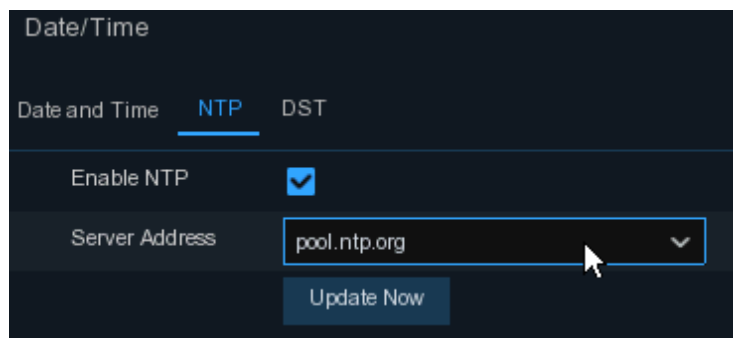 Date/Time
Date and Time NTP DST
Enable NTP
Server Address pool.ntp.org
Update Now